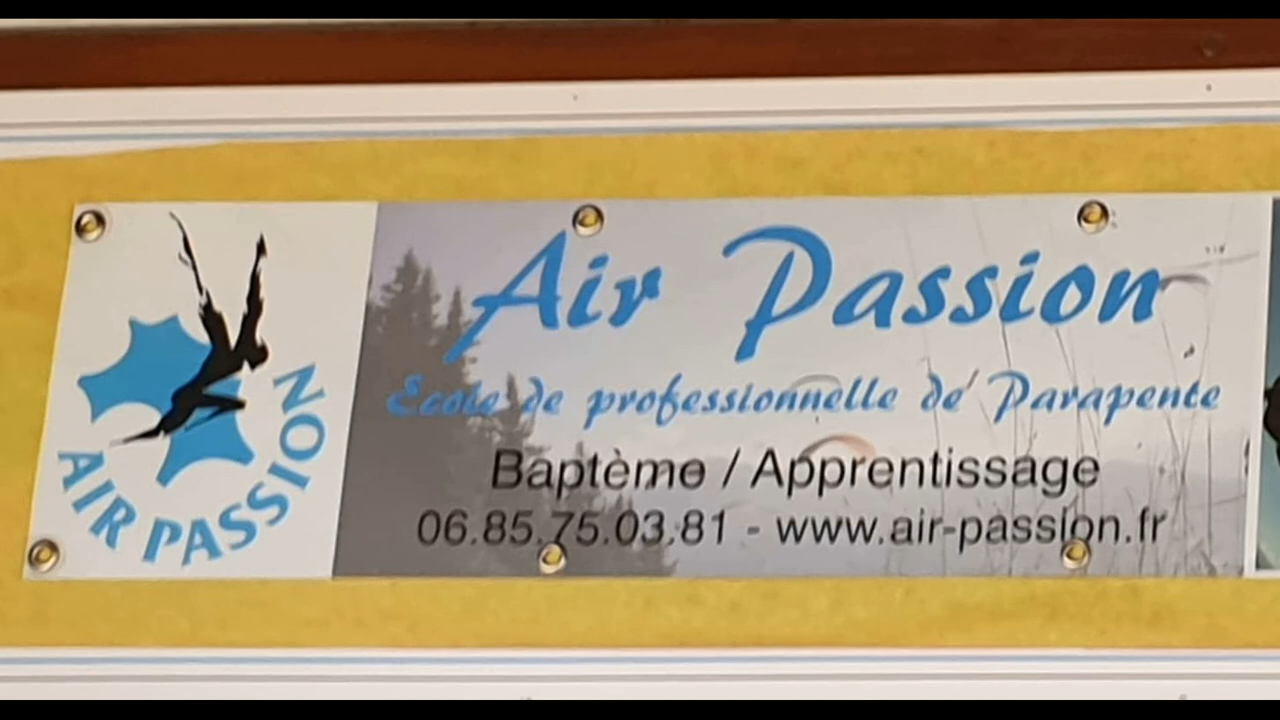 AIR PASSION
Air Passion
Ecole de professionnelle de Parapente
Baptème / Apprentissage
06.85.75.03.81 - www.air-passion.fr